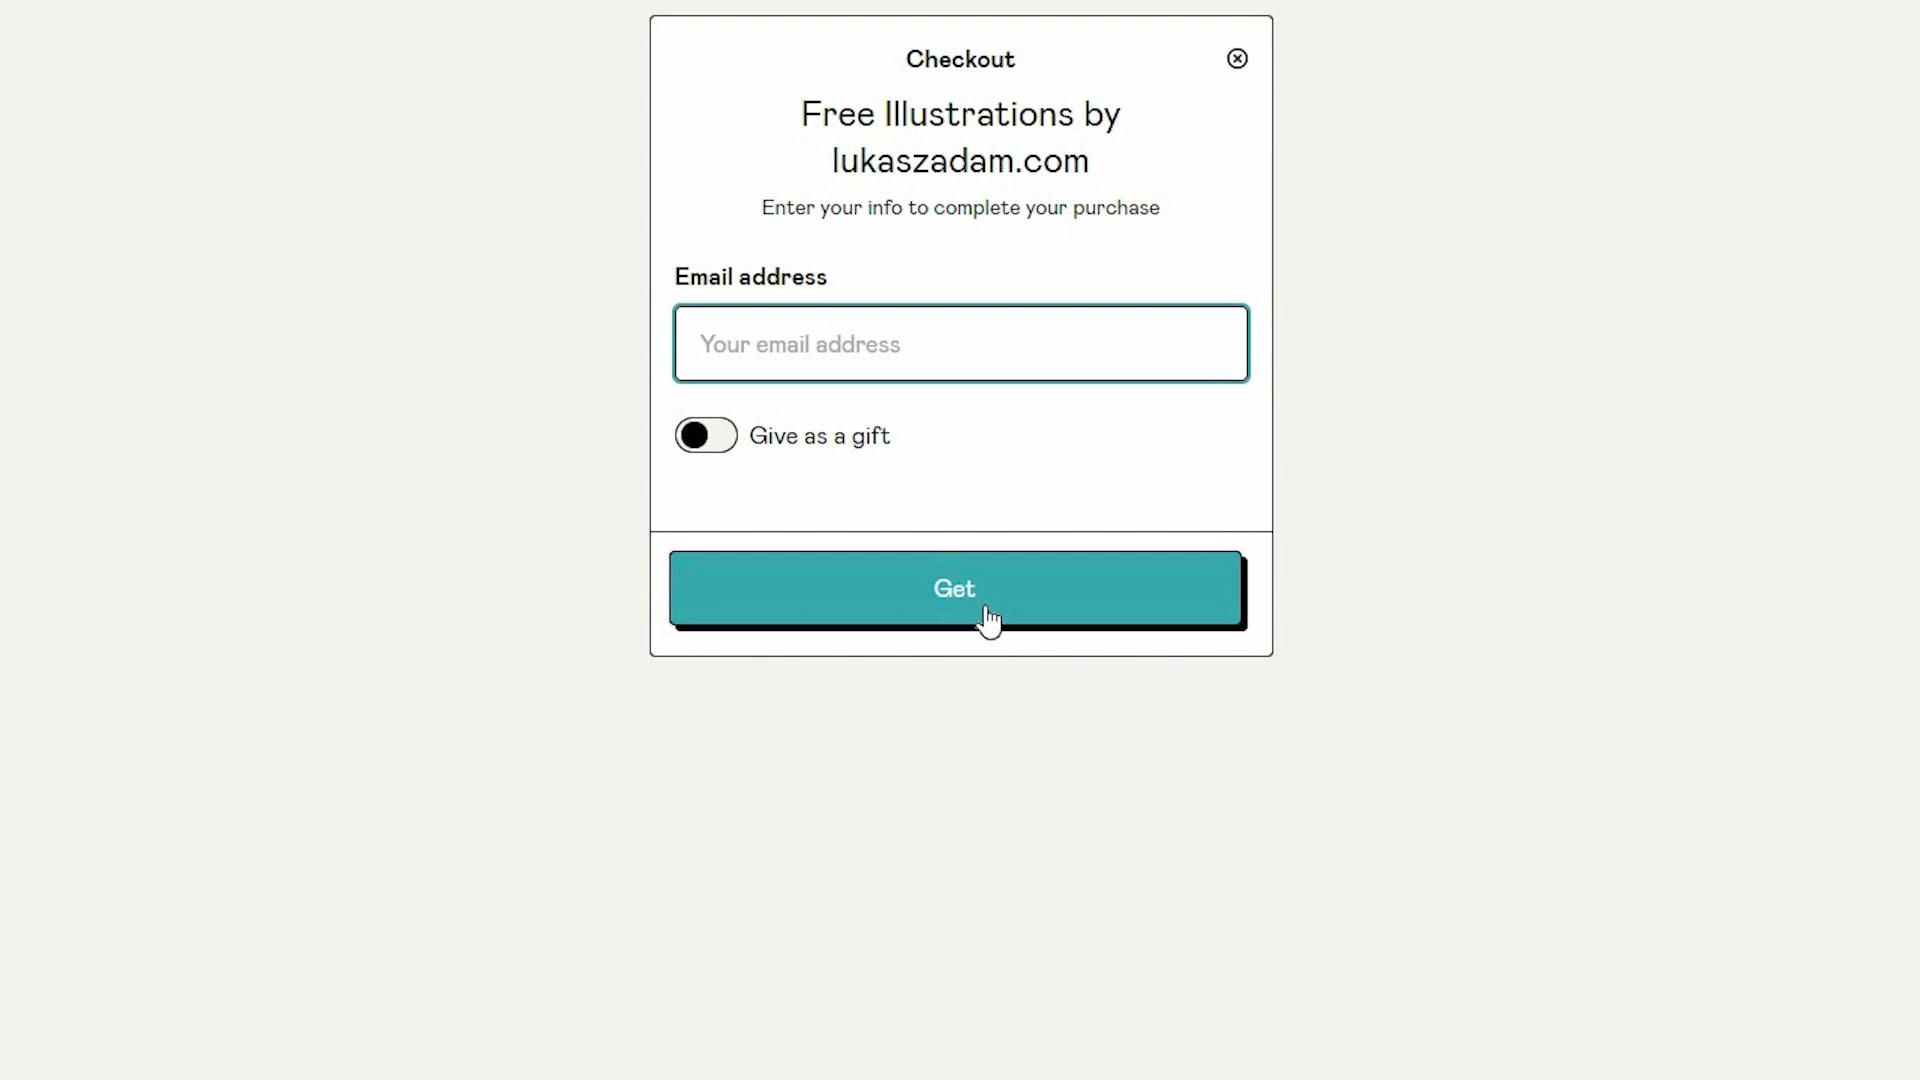 Checkout
Free Illustrations by
lukaszadam.com
Enter your info to complete your purchase
Email address
Your email address
Give as a gift
Get